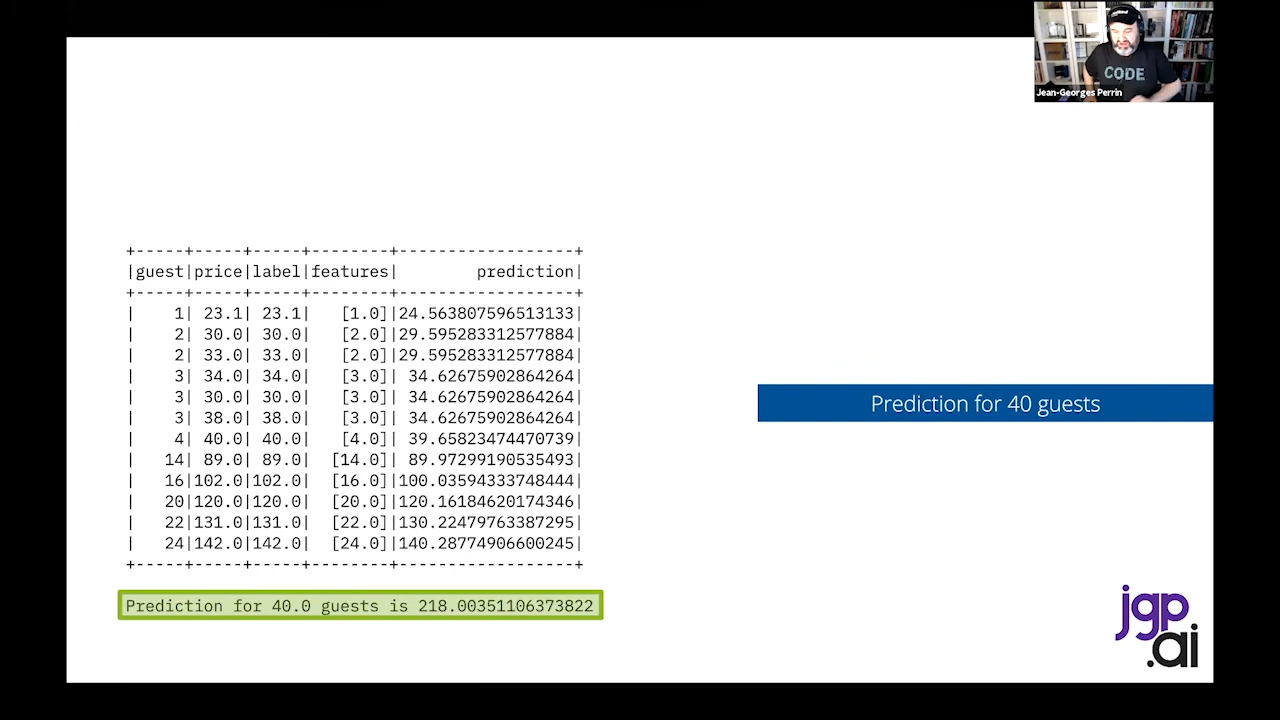 CODE
Jean-Georges Perrin
+-----+-----+-----+--------+------------------+
|guest|price|label|features|        prediction|
+-----+-----+-----+--------+------------------+
|    1| 23.1| 23.1|   [1.0]|24.563807596513133|
|    2| 30.0| 30.0|   [2.0]|29.595283312577884|
|    2| 33.0| 33.0|   [2.0]|29.595283312577884|
|    3| 34.0| 34.0|   [3.0]| 34.62675902864264|
|    3| 30.0| 30.0|   [3.0]| 34.62675902864264|
|    3| 38.0| 38.0|   [3.0]| 34.62675902864264|
|    4| 40.0| 40.0|   [4.0]| 39.65823474470739|
|   14| 89.0| 89.0|  [14.0]| 89.97299190535493|
|   16|102.0|102.0|  [16.0]|100.03594333748444|
|   20|120.0|120.0|  [20.0]|120.16184620174346|
|   22|131.0|131.0|  [22.0]|130.22479763387295|
|   24|142.0|142.0|  [24.0]|140.28774906600245|
+-----+-----+-----+--------+------------------+
Prediction for 40.0 guests is 218.00351106373822
Prediction for 40 guests
jgp
.ai